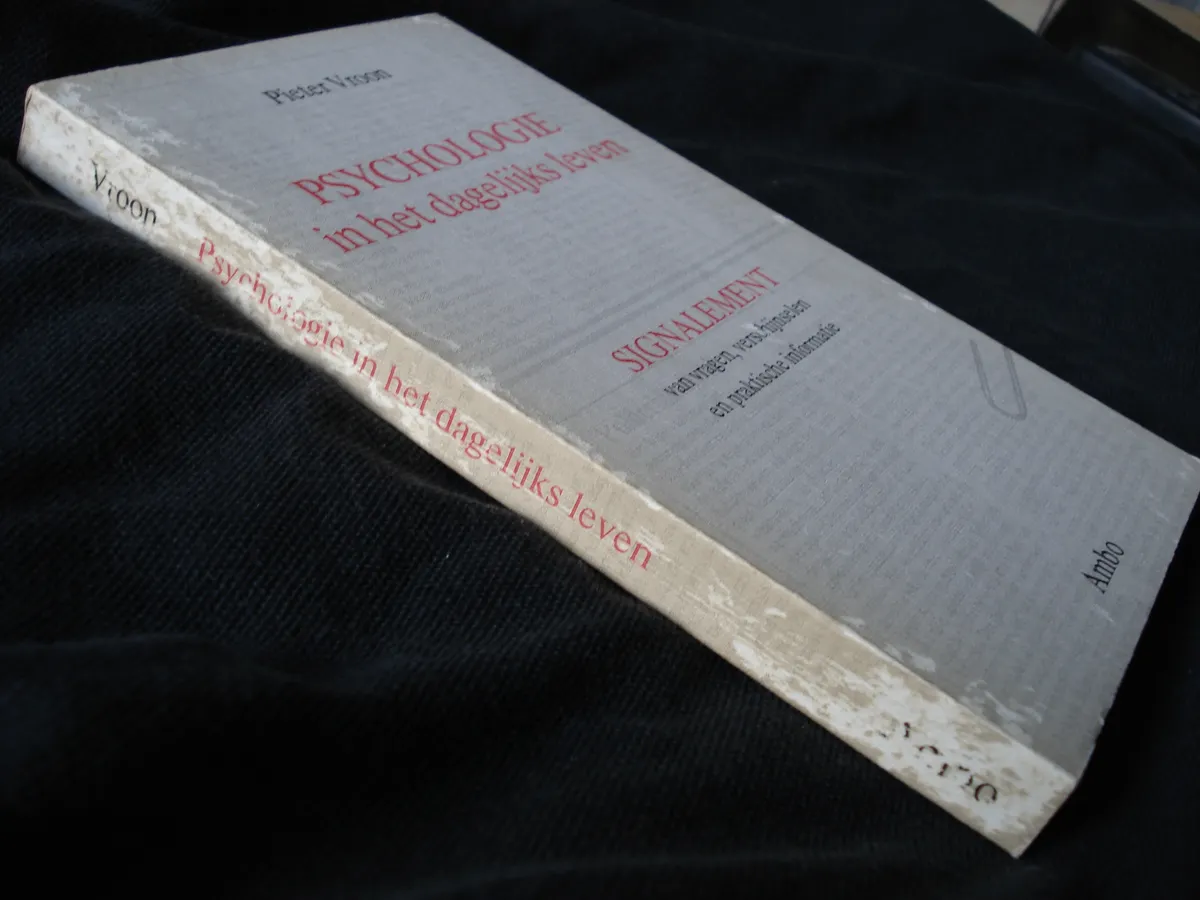 Pieter Vroon
PSYCHOLOGIE
in het dagelijks leven
SIGNALEMENT
van vragen, verschijnselen
en praktische informatie
Ambo
Vroon
Psychologie in het dagelijks leven